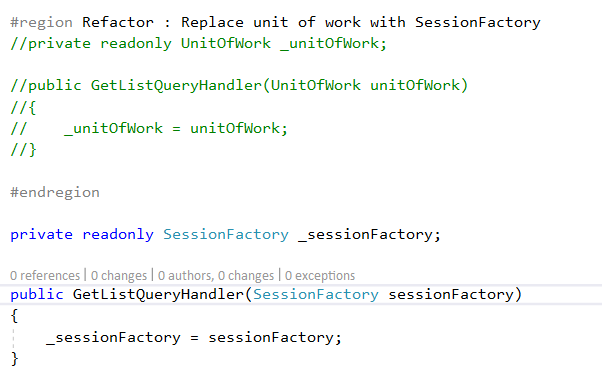 #region Refactor : Replace unit of work with SessionFactory
//private readonly UnitOfWork _unitOfWork;
//public GetListQueryHandler(UnitOfWork unitOfWork)
//{
//    _unitOfWork = unitOfWork;
//}
#endregion
private readonly SessionFactory _sessionFactory;
0 references | 0 changes | 0 authors, 0 changes | 0 exceptions
public GetListQueryHandler(SessionFactory sessionFactory)
{
    _sessionFactory = sessionFactory;
}